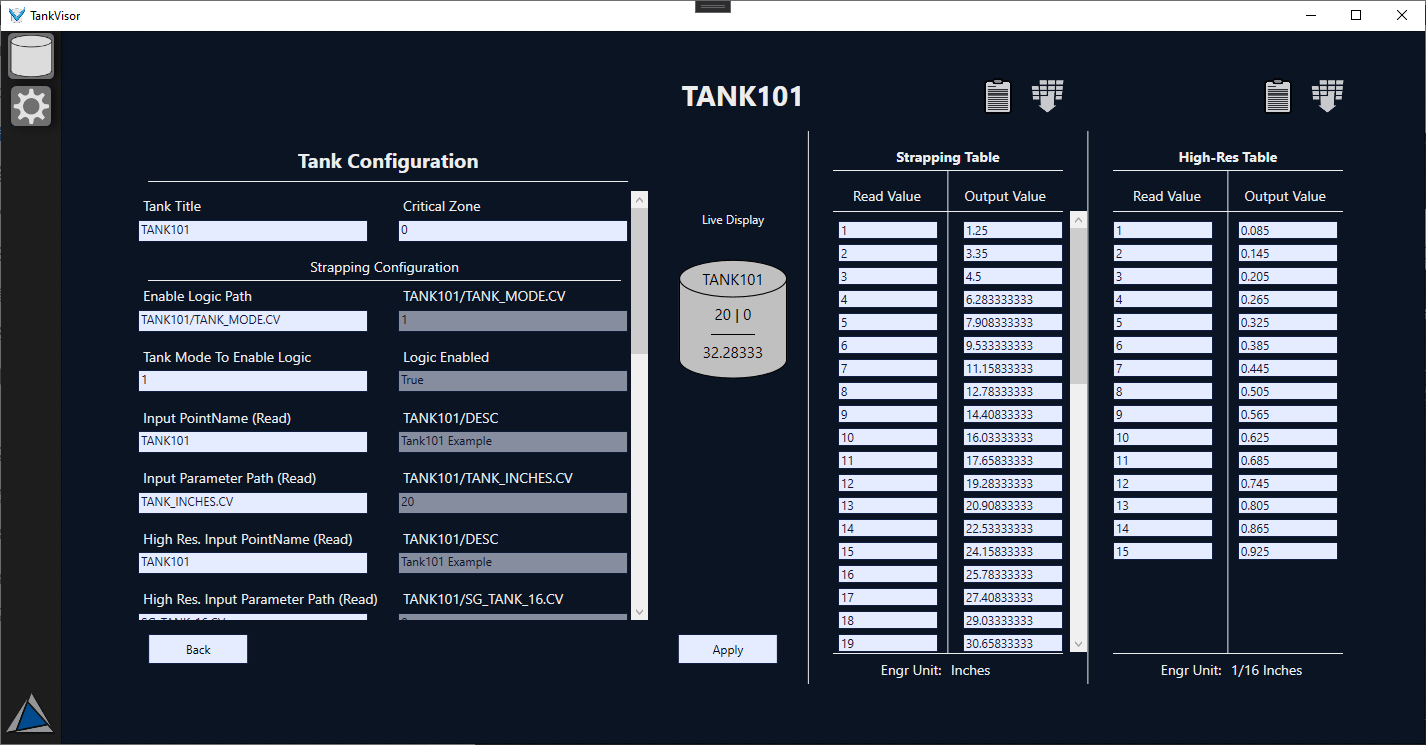 TankVisor
TANK101
Tank Configuration
Tank Title
Critical Zone
TANK101
0
Strapping Configuration
Enable Logic Path
TANK101/TANK_MODE.CV
TANK101/TANK_MODE.CV
1
Tank Mode To Enable Logic
Logic Enabled
1
True
Input PointName (Read)
TANK101/DESC
TANK101
Tank101 Example
Input Parameter Path (Read)
TANK101/TANK_INCHES.CV
TANK_INCHES.CV
20
High Res. Input PointName (Read)
TANK101/DESC
TANK101
Tank101 Example
High Res. Input Parameter Path (Read)
TANK101/SG_TANK_16.CV
Back
Apply
Live Display
TANK101
20 | 0
32.28333
Strapping Table
Read Value Output Value
1 1.25
2 3.35
3 4.5
4 6.283333333
5 7.908333333
6 9.533333333
7 11.15833333
8 12.78333333
9 14.40833333
10 16.03333333
11 17.65833333
12 19.28333333
13 20.90833333
14 22.53333333
15 24.15833333
16 25.78333333
17 27.40833333
18 29.03333333
19 30.65833333
Engr Unit: Inches
High-Res Table
Read Value Output Value
1 0.085
2 0.145
3 0.205
4 0.265
5 0.325
6 0.385
7 0.445
8 0.505
9 0.565
10 0.625
11 0.685
12 0.745
13 0.805
14 0.865
15 0.925
Engr Unit: 1/16 Inches